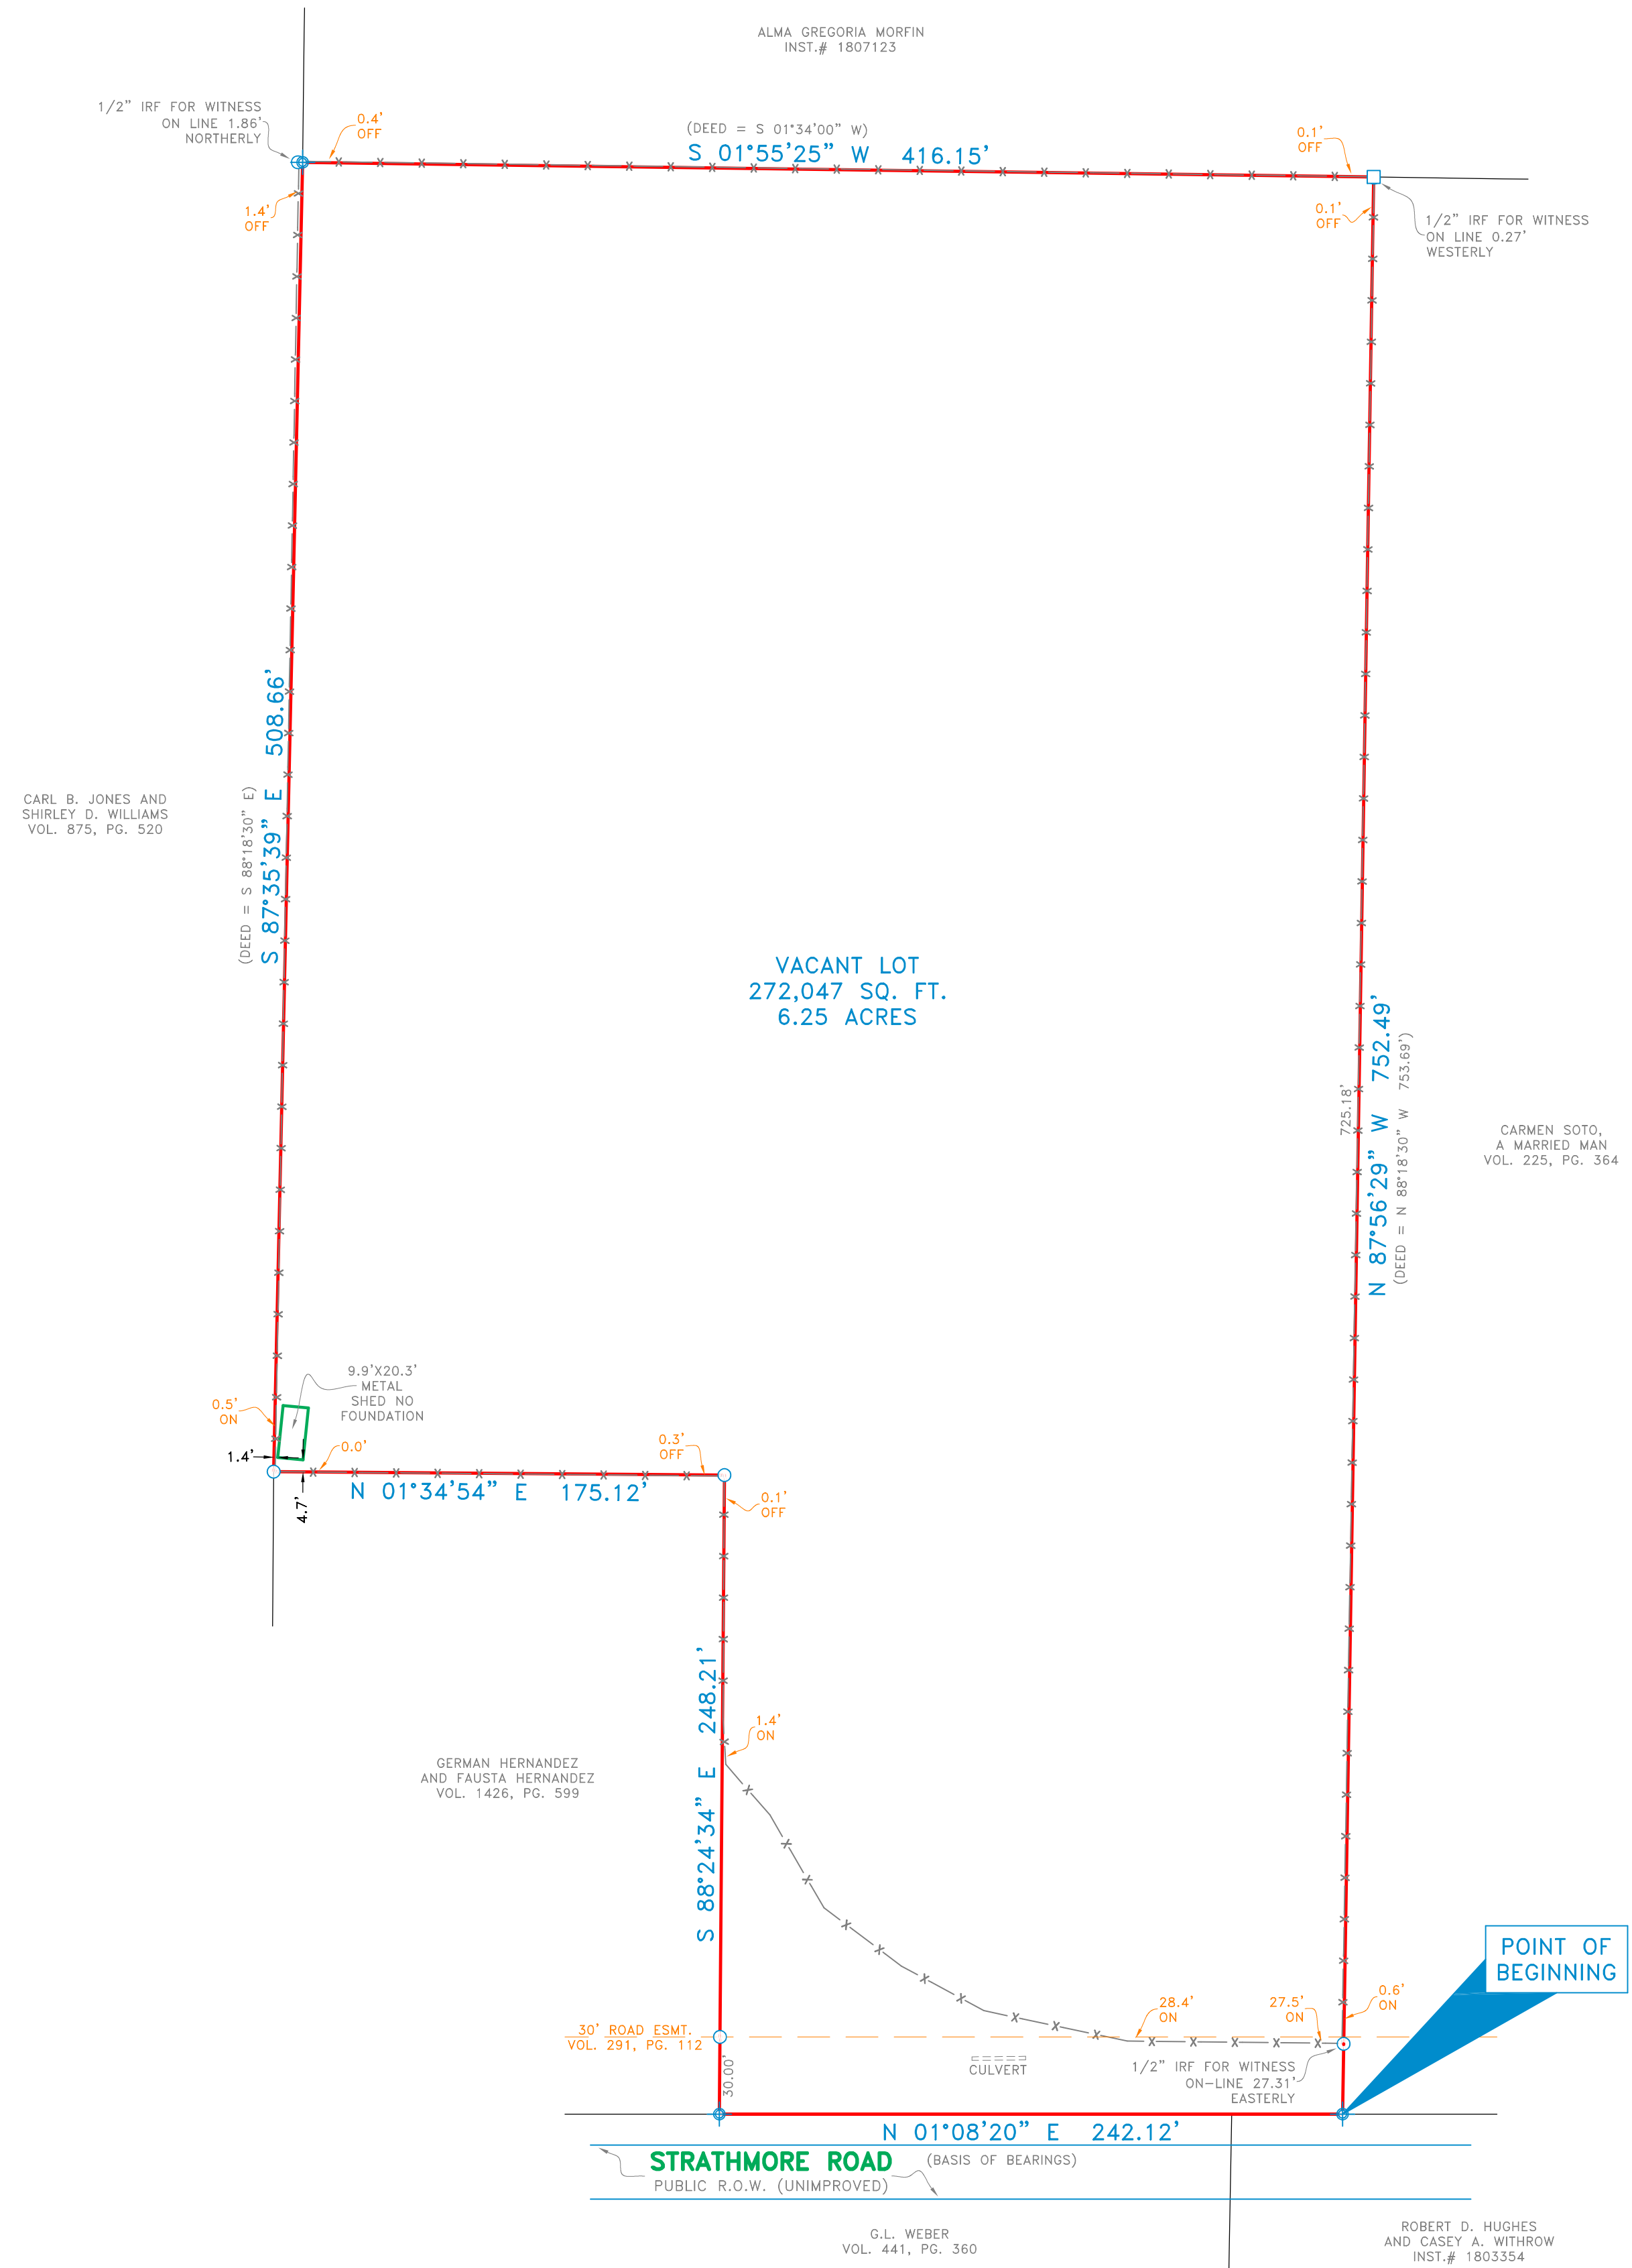 ALMA GREGORIA MORFIN
INST.# 1807123
1/2" IRF FOR WITNESS
ON LINE 1.86'
NORTHERLY
0.4'
OFF
(DEED = S 01°34'00" W)
S 01°55'25" W 416.15'
0.1'
OFF
1.4'
OFF
0.1'
OFF
1/2" IRF FOR WITNESS
ON LINE 0.27'
WESTERLY
S 87°35'39" E 508.66'
(DEED = S 88°18'30" E)
CARL B. JONES AND
SHIRLEY D. WILLIAMS
VOL. 875, PG. 520
VACANT LOT
272,047 SQ. FT.
6.25 ACRES
725.18'
N 87°56'29" W 752.49'
(DEED = N 88°18'30" W 753.69')
CARMEN SOTO,
A MARRIED MAN
VOL. 225, PG. 364
9.9'X20.3'
METAL
SHED NO
FOUNDATION
0.5'
ON
1.4'
0.0'
0.3'
OFF
N 01°34'54" E 175.12'
4.7'
0.1'
OFF
S 88°24'34" E 248.21'
1.4'
ON
GERMAN HERNANDEZ
AND FAUSTA HERNANDEZ
VOL. 1426, PG. 599
POINT OF
BEGINNING
28.4'
ON
27.5'
ON
0.6'
ON
30' ROAD ESMT.
VOL. 291, PG. 112
30.00'
CULVERT
1/2" IRF FOR WITNESS
ON-LINE 27.31'
EASTERLY
N 01°08'20" E 242.12'
STRATHMORE ROAD
(BASIS OF BEARINGS)
PUBLIC R.O.W. (UNIMPROVED)
G.L. WEBER
VOL. 441, PG. 360
ROBERT D. HUGHES
AND CASEY A. WITHROW
INST.# 1803354